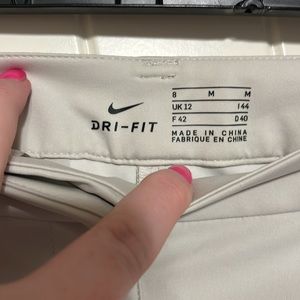 DRI-FIT
8 M M
UK 12 I 44
F 42 D 40
MADE IN CHINA
FABRIQUE EN CHINE